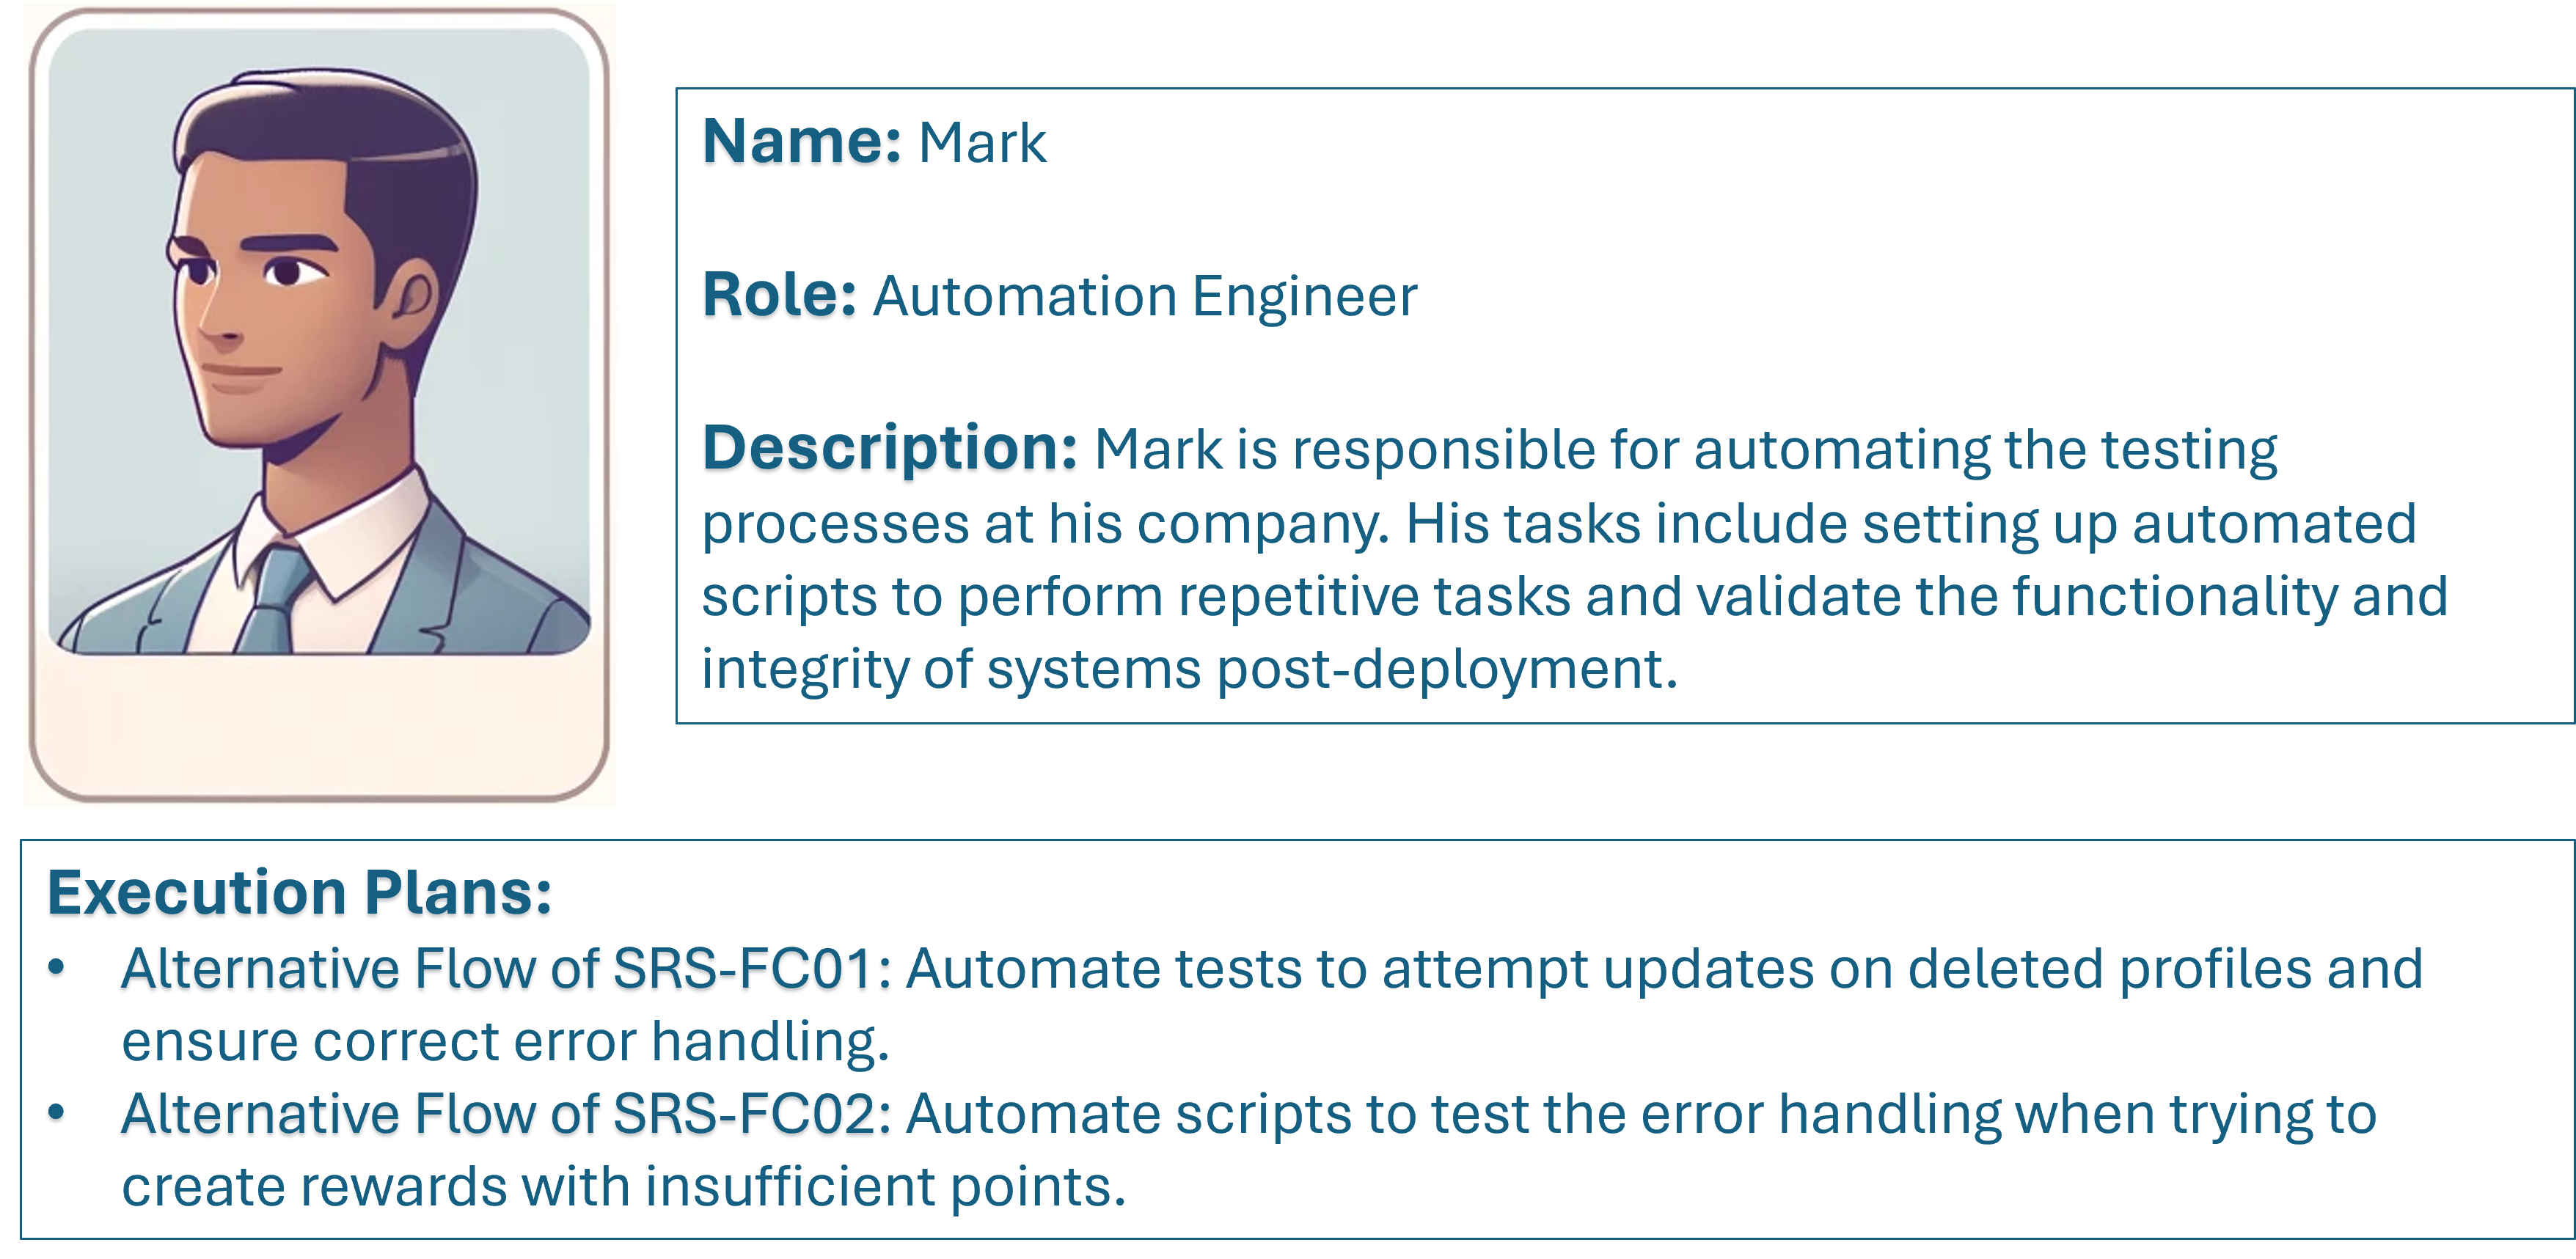 Name: Mark
Role: Automation Engineer
Description: Mark is responsible for automating the testing
processes at his company. His tasks include setting up automated
scripts to perform repetitive tasks and validate the functionality and
integrity of systems post-deployment.
Execution Plans:
• Alternative Flow of SRS-FC01: Automate tests to attempt updates on deleted profiles and
ensure correct error handling.
• Alternative Flow of SRS-FC02: Automate scripts to test the error handling when trying to
create rewards with insufficient points.